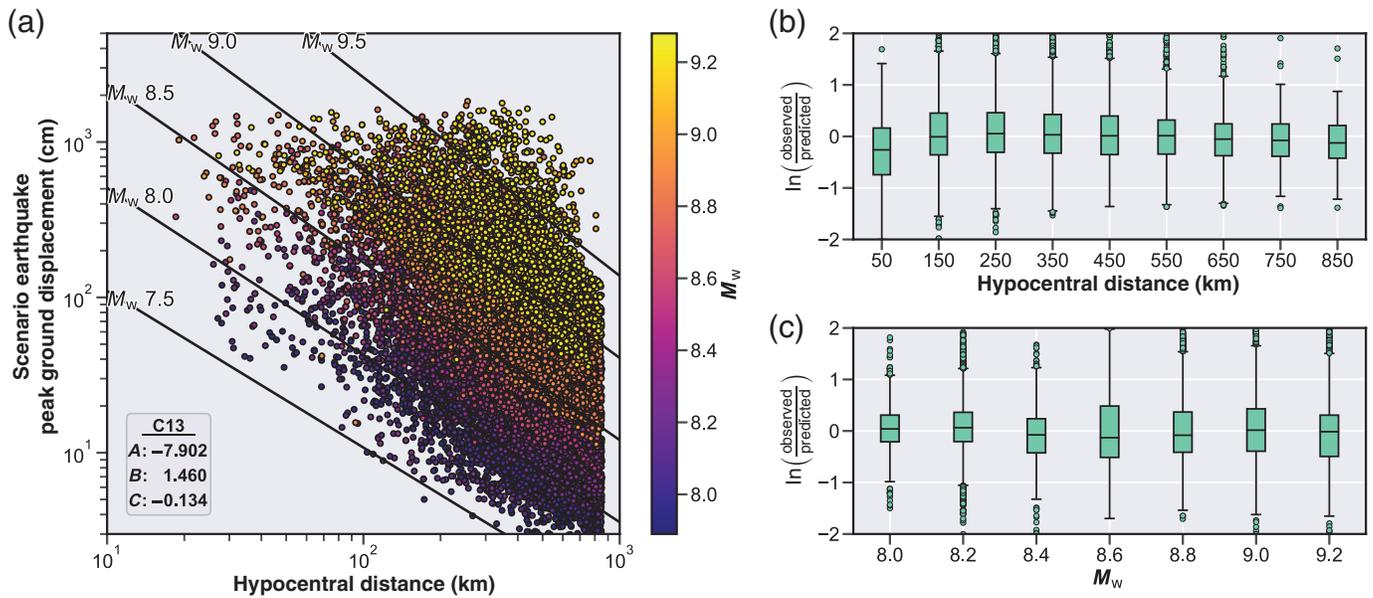 (a)
Scenario earthquake
peak ground displacement (cm)
10³
10²
10¹
Mw 9.0
Mw 9.5
Mw 8.5
Mw 8.0
Mw 7.5
C13
A: −7.902
B: 1.460
C: −0.134
10¹
10²
10³
Hypocentral distance (km)
9.2
9.0
8.8
8.6
8.4
8.2
8.0
Mw
(b)
ln(observed/predicted)
2
1
0
−1
−2
50 150 250 350 450 550 650 750 850
Hypocentral distance (km)
(c)
ln(observed/predicted)
2
1
0
−1
−2
8.0 8.2 8.4 8.6 8.8 9.0 9.2
Mw